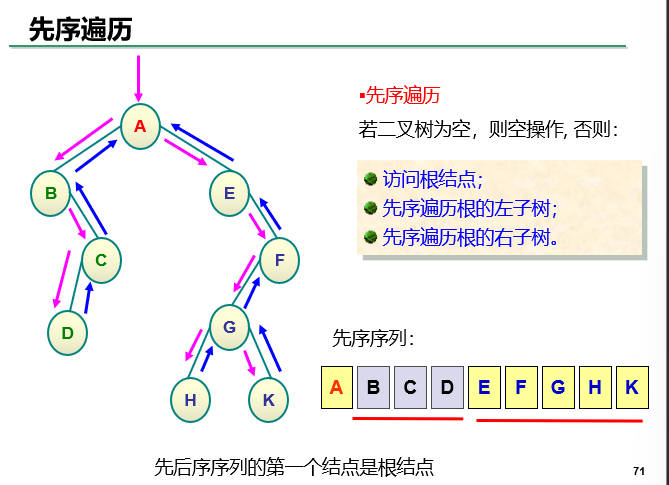 先序遍历
▪先序遍历
若二叉树为空，则空操作, 否则：
访问根结点；
先序遍历根的左子树；
先序遍历根的右子树。
A
B
E
C
F
D
G
H
K
先序序列：
A B C D E F G H K
先后序序列的第一个结点是根结点
71